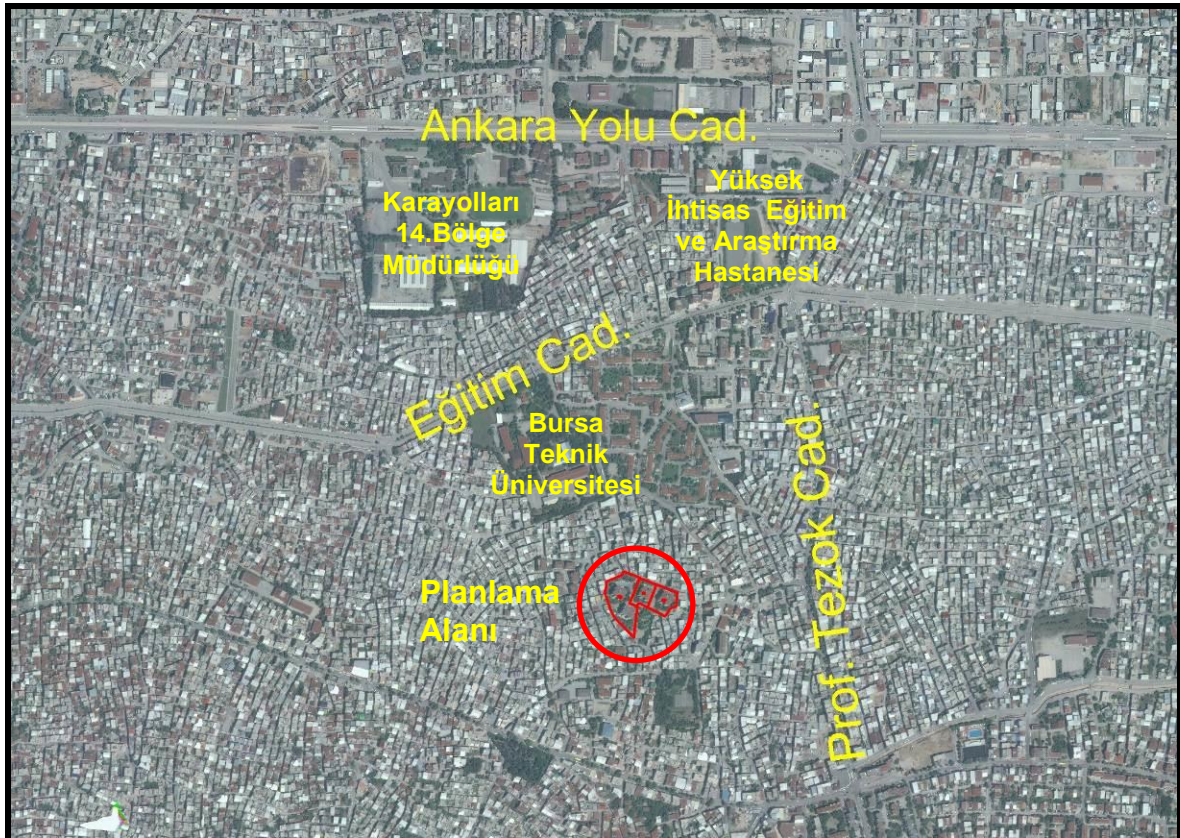 Ankara Yolu Cad.
Karayolları
14.Bölge
Müdürlüğü
Yüksek
İhtisas Eğitim
ve Araştırma
Hastanesi
Eğitim Cad.
Bursa
Teknik
Üniversitesi
Prof. Tezok Cad.
Planlama
Alanı